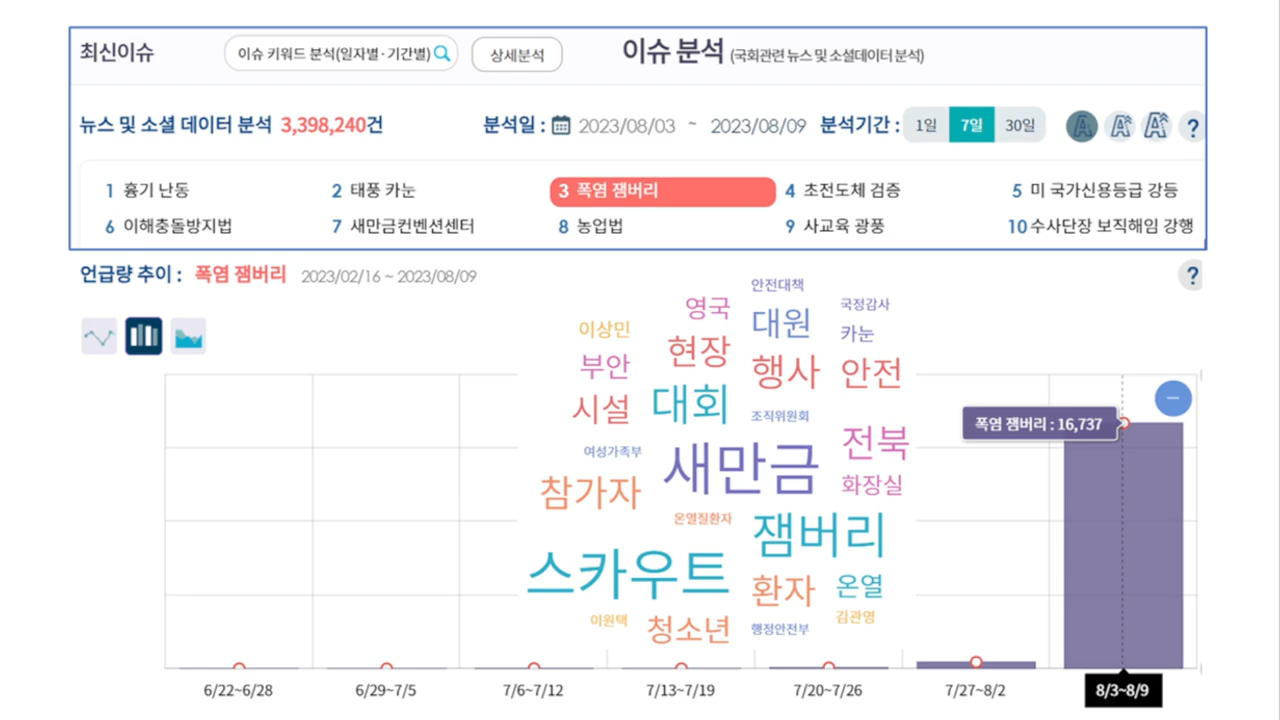 최신이슈
이슈 키워드 분석(일자별·기간별)
상세분석
이슈 분석 (국회관련 뉴스 및 소셜데이터 분석)
뉴스 및 소셜 데이터 분석 3,398,240건
분석일 : 2023/08/03 ~ 2023/08/09 분석기간 : 1일 7일 30일 A A A ?
1 흉기 난동 2 태풍 카눈 3 폭염 잼버리 4 초전도체 검증 5 미 국가신용등급 강등
6 이해충돌방지법 7 새만금컨벤션센터 8 농업법 9 사교육 광풍 10 수사단장 보직해임 강행
언급량 추이 : 폭염 잼버리 2023/02/16 ~ 2023/08/09 ?
안전대책
영국 국정감사
이상민 대원 카눈
부안 현장 행사 안전
시설 대회 조직위원회
폭염 잼버리 : 16,737
여성가족부 새만금 전북
참가자 화장실
온열질환자 잼버리
스카우트 환자 온열
이원택 청소년 행정안전부 김관영
6/22~6/28 6/29~7/5 7/6~7/12 7/13~7/19 7/20~7/26 7/27~8/2 8/3~8/9